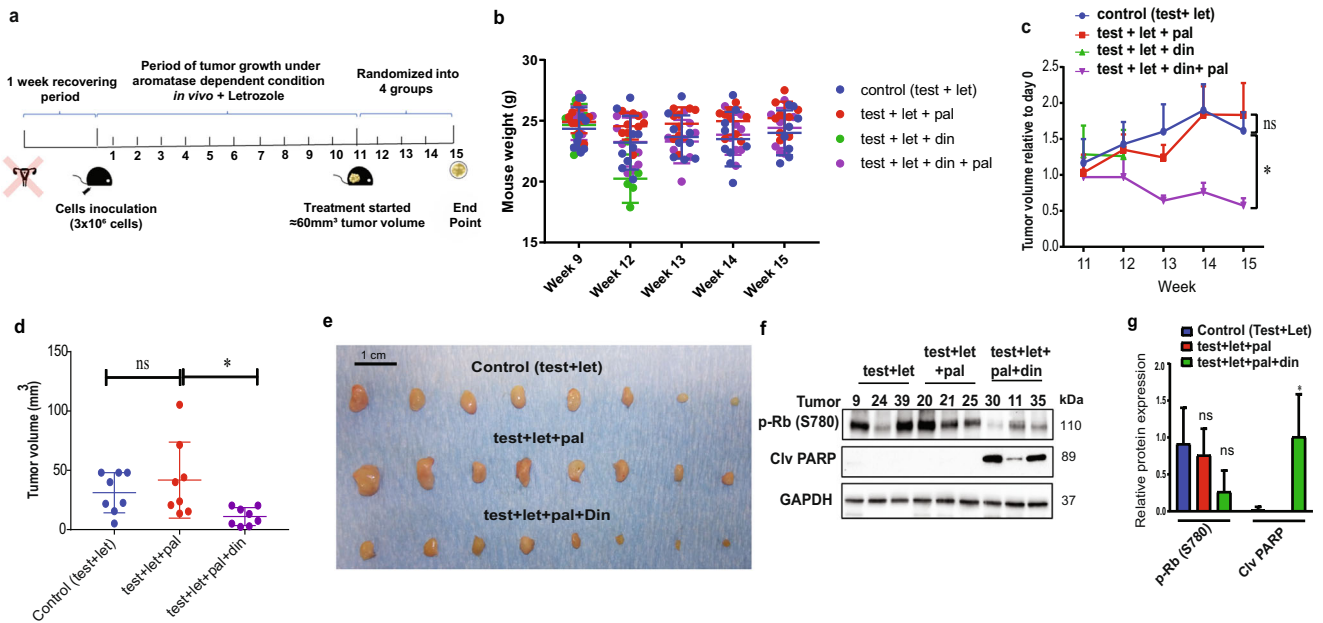 a
1 week recovering
period
Period of tumor growth under
aromatase dependent condition
in vivo + Letrozole
Randomized into
4 groups
1 2 3 4 5 6 7 8 9 10 11 12 13 14 15
Cells inoculation
(3x10⁶ cells)
Treatment started
≈60mm³ tumor volume
End
Point
b
Mouse weight (g)
30
25
20
15
Week 9
Week 12
Week 13
Week 14
Week 15
control (test + let)
test + let + pal
test + let + din
test + let + din + pal
c
control (test+ let)
test + let + pal
test + let + din
test + let + din+ pal
Tumor volume relative to day 0
2.5
2.0
1.5
1.0
0.5
0.0
11 12 13 14 15
Week
ns
*
d
Tumor volume (mm3)
150
100
50
0
ns
*
Control (test+let)
test+let+pal
test+let+pal+din
e
1 cm
Control (test+let)
test+let+pal
test+let+pal+Din
f
test+let
test+let
+pal
test+let+
pal+din
Tumor 9 24 39 20 21 25 30 11 35 kDa
p-Rb (S780) 110
Clv PARP 89
GAPDH 37
g
Control (Test+Let)
test+let+pal
test+let+pal+din
Relative protein expression
2.0
1.5
1.0
0.5
0.0
ns
ns
*
p-Rb (S780)
Clv PARP